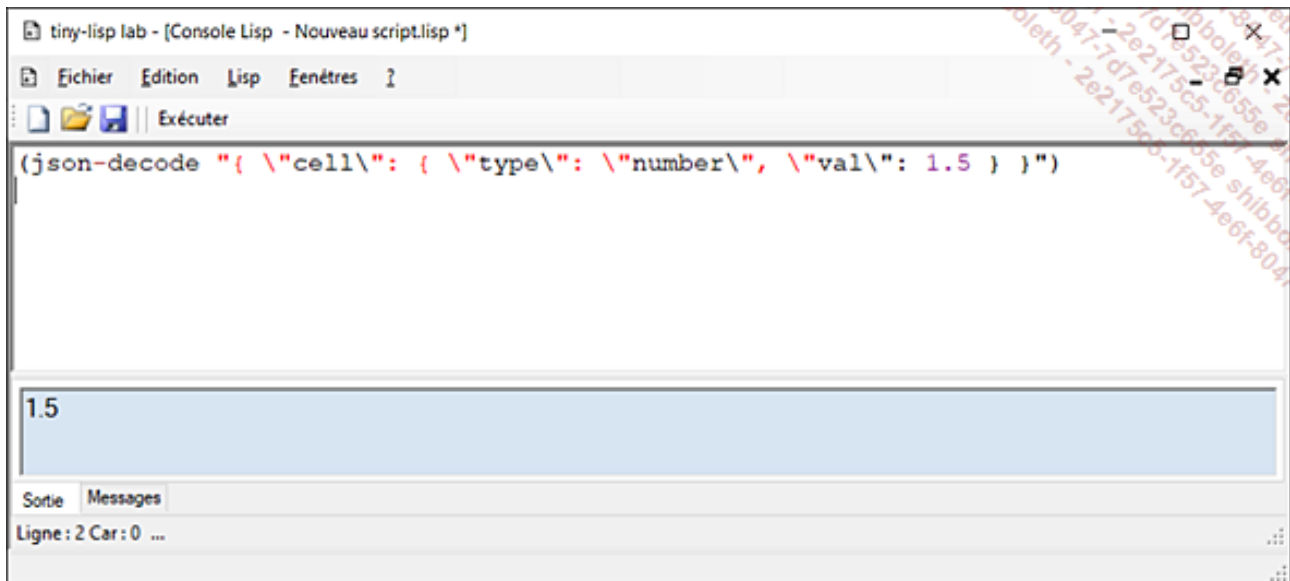 tiny-lisp lab - [Console Lisp - Nouveau script.lisp *]
Fichier Edition Lisp Fenêtres ?
Exécuter
(json-decode "{ \"cell\": { \"type\": \"number\", \"val\": 1.5 } }")
1.5
Sortie Messages
Ligne : 2 Car : 0 ...